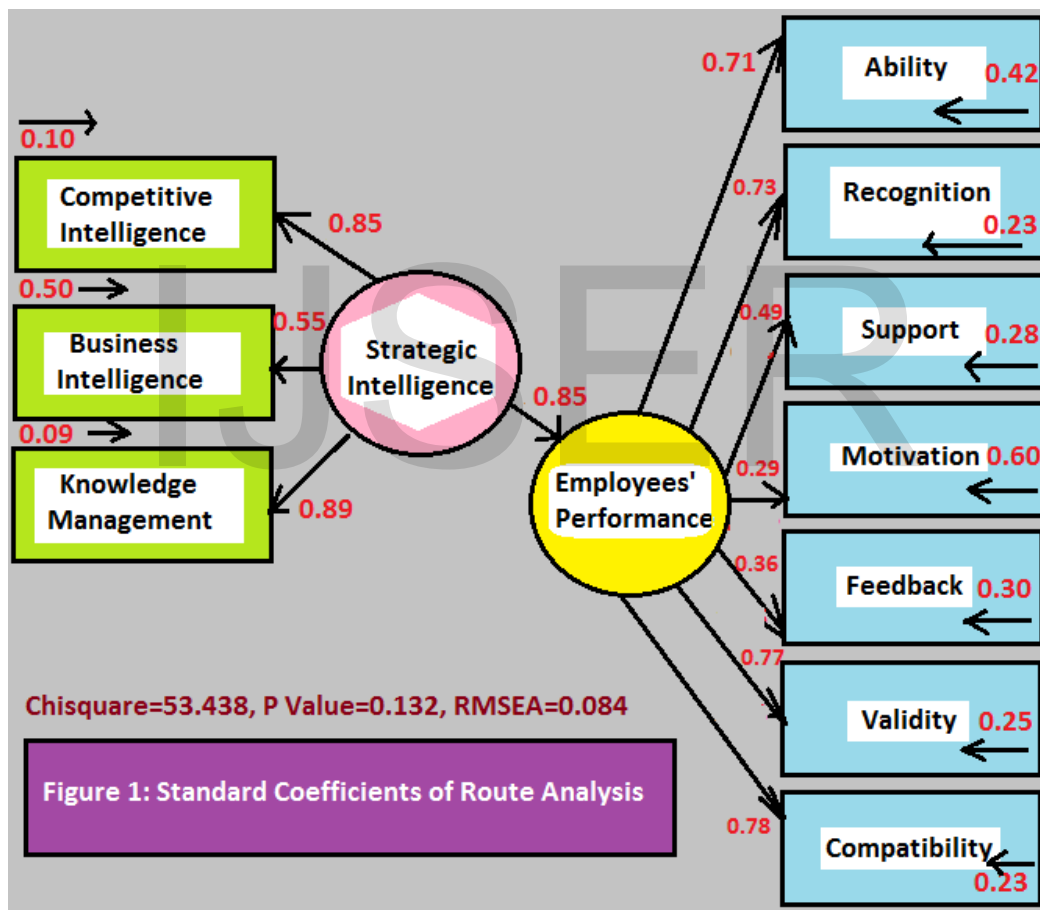 0.10
Competitive
Intelligence
0.85
0.50
Business
Intelligence
0.55
0.09
Knowledge
Management
0.89
Strategic
Intelligence
0.85
Employees'
Performance
0.71
Ability
0.42
0.73
Recognition
0.23
0.49
Support
0.28
0.29
Motivation
0.60
0.36
Feedback
0.30
0.77
Validity
0.25
0.78
Compatibility
0.23
IJSER
Chisquare=53.438, P Value=0.132, RMSEA=0.084
Figure 1: Standard Coefficients of Route Analysis